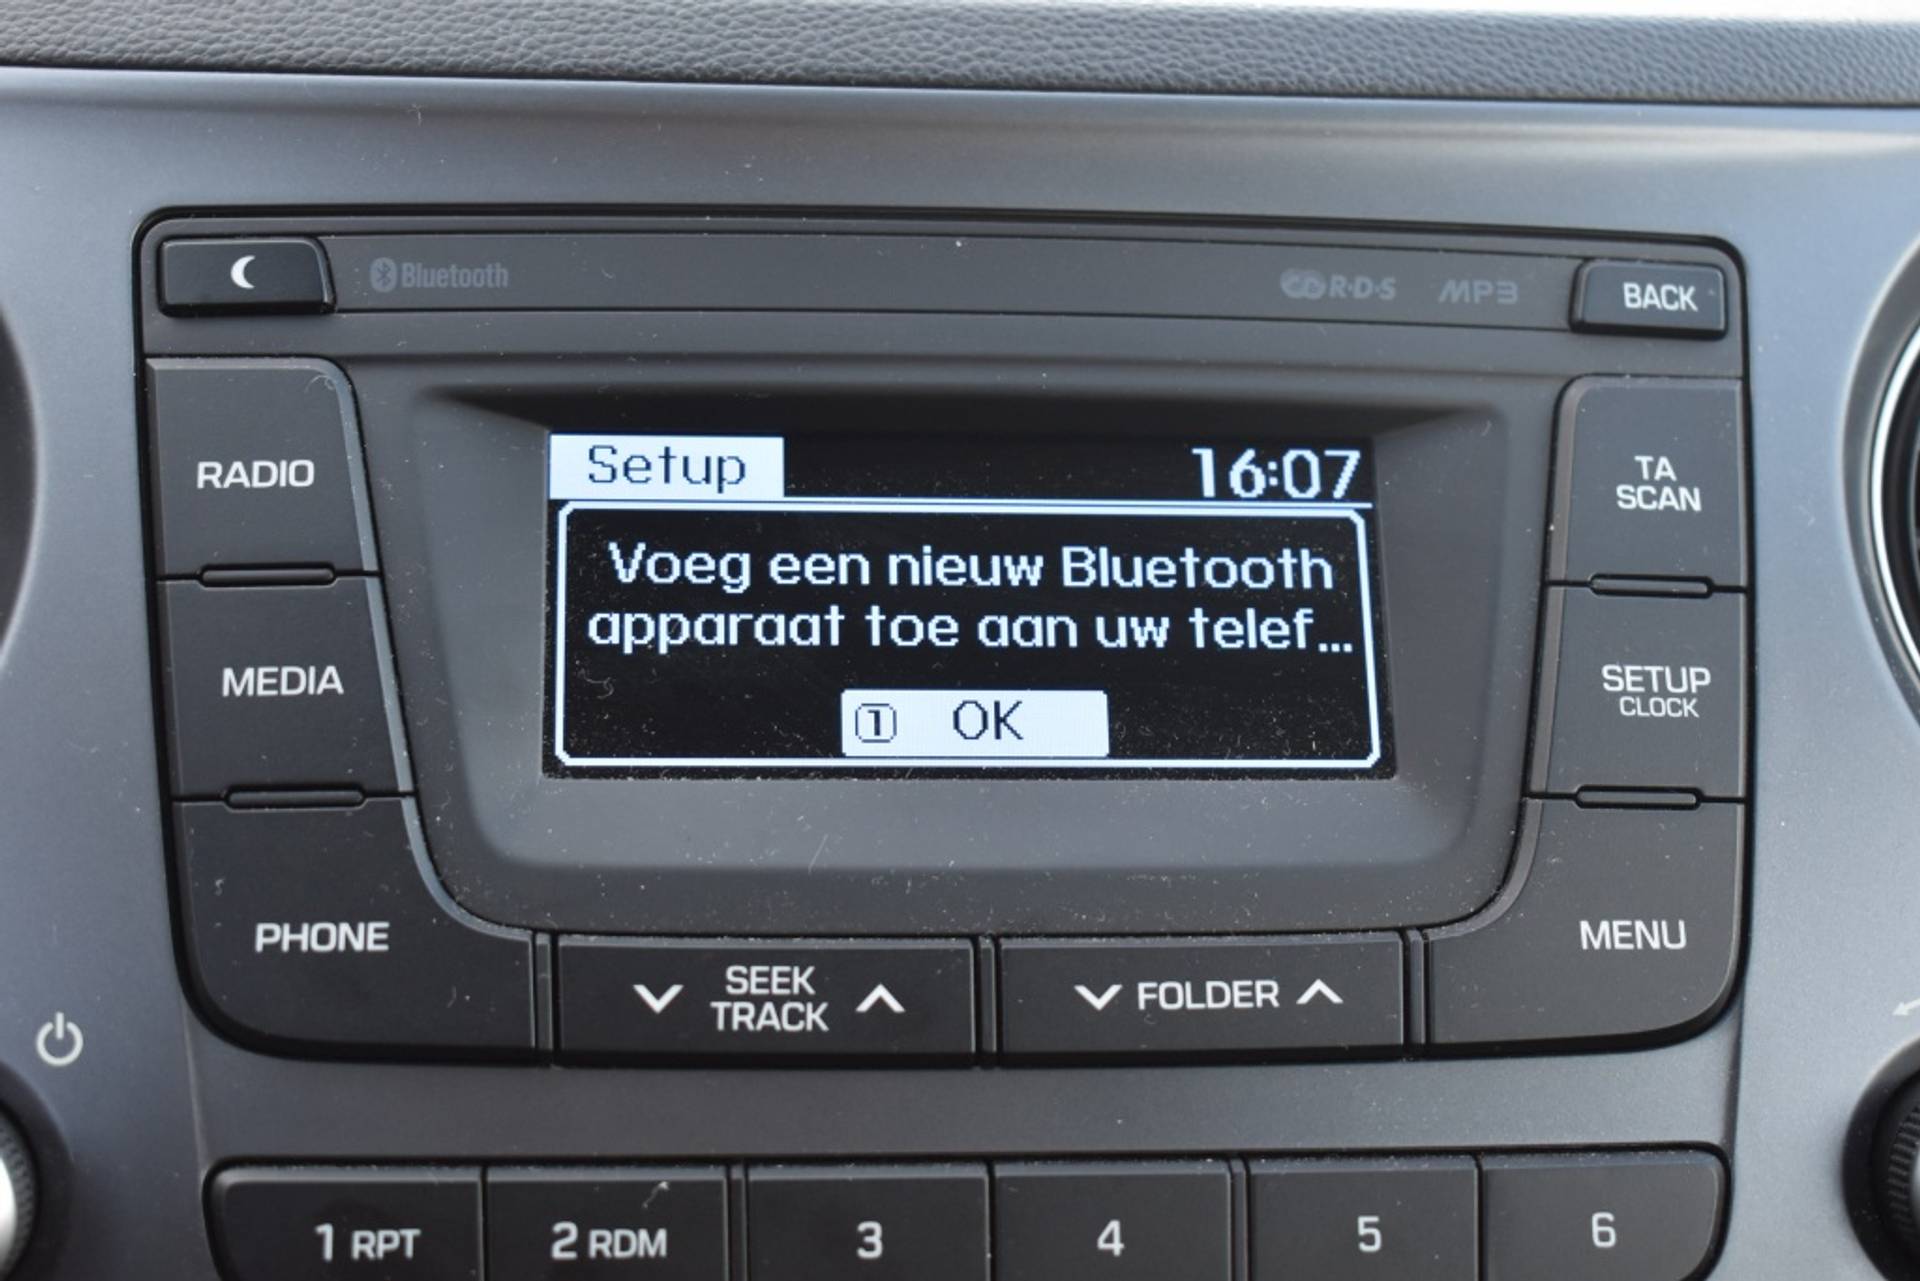 Bluetooth
R·D·S MP3
BACK
RADIO
MEDIA
PHONE
Setup 16:07
Voeg een nieuw Bluetooth
apparaat toe aan uw telef...
① OK
TA
SCAN
SETUP
CLOCK
MENU
SEEK
TRACK
FOLDER
1 RPT 2 RDM 3 4 5 6